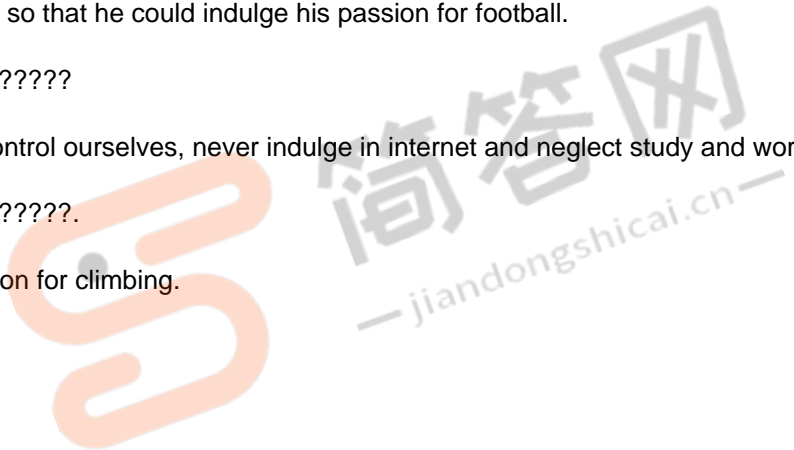 so that he could indulge his passion for football.
?????
ontrol ourselves, never indulge in internet and neglect study and wor
?????.
on for climbing.
简答网
jiandongshicai.cn